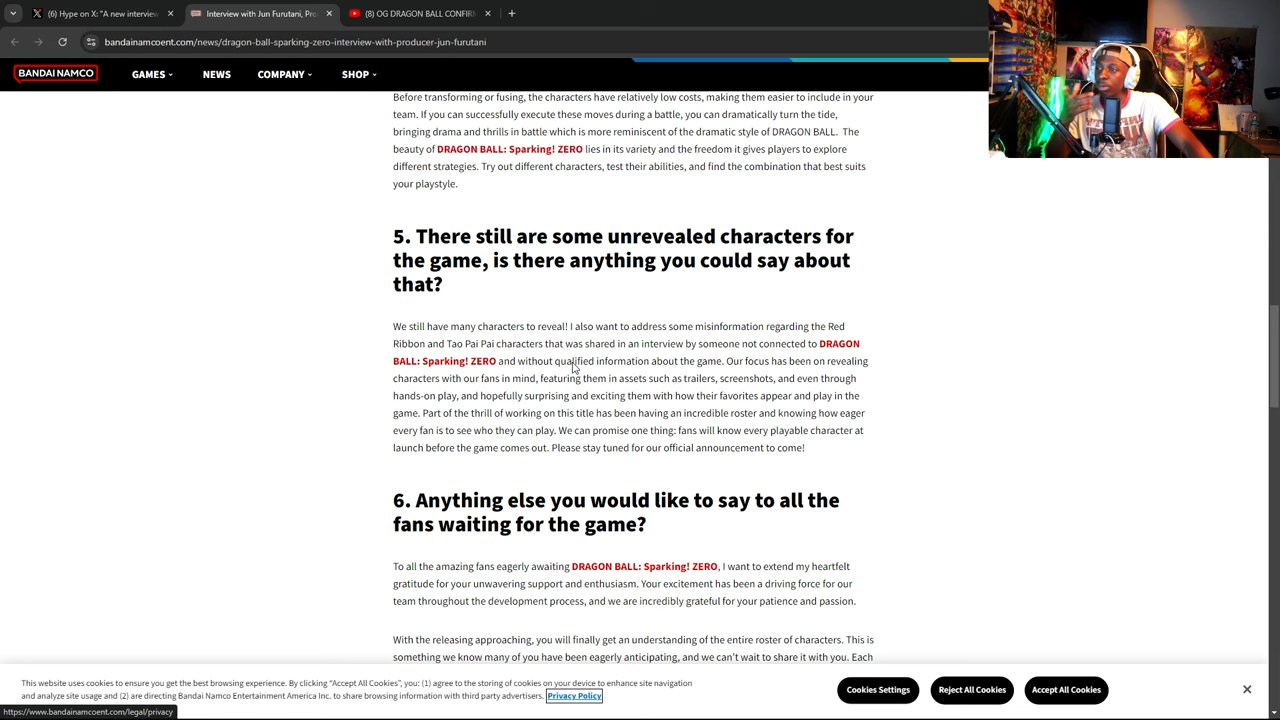 (6) Hype on X: "A new interview
Interview with Jun Furutani, Pro
(8) OG DRAGON BALL CONFIRM
bandainamcoent.com/news/dragon-ball-sparking-zero-interview-with-producer-jun-furutani
BANDAI NAMCO
GAMES
NEWS
COMPANY
SHOP
Before transforming or fusing, the characters have relatively low costs, making them easier to include in your
team. If you can successfully execute these moves during a battle, you can dramatically turn the tide,
bringing drama and thrills in battle which is more reminiscent of the dramatic style of DRAGON BALL. The
beauty of DRAGON BALL: Sparking! ZERO lies in its variety and the freedom it gives players to explore
different strategies. Try out different characters, test their abilities, and find the combination that best suits
your playstyle.
5. There still are some unrevealed characters for
the game, is there anything you could say about
that?
We still have many characters to reveal! I also want to address some misinformation regarding the Red
Ribbon and Tao Pai Pai characters that was shared in an interview by someone not connected to DRAGON
BALL: Sparking! ZERO and without qualified information about the game. Our focus has been on revealing
characters with our fans in mind, featuring them in assets such as trailers, screenshots, and even through
hands-on play, and hopefully surprising and exciting them with how their favorites appear and play in the
game. Part of the thrill of working on this title has been having an incredible roster and knowing how eager
every fan is to see who they can play. We can promise one thing: fans will know every playable character at
launch before the game comes out. Please stay tuned for our official announcement to come!
6. Anything else you would like to say to all the
fans waiting for the game?
To all the amazing fans eagerly awaiting DRAGON BALL: Sparking! ZERO, I want to extend my heartfelt
gratitude for your unwavering support and enthusiasm. Your excitement has been a driving force for our
team throughout the development process, and we are incredibly grateful for your patience and passion.
With the releasing approaching, you will finally get an understanding of the entire roster of characters. This is
something we know many of you have been eagerly anticipating, and we can't wait to share it with you. Each
This website uses cookies to ensure you get the best browsing experience. By clicking "Accept All Cookies", you: (1) agree to the storing of cookies on your device to enhance site navigation
and analyze site usage and (2) are directing Bandai Namco Entertainment America Inc. to share browsing information with third party advertisers. Privacy Policy
Cookies Settings
Reject All Cookies
Accept All Cookies
https://www.bandainamcoent.com/legal/privacy